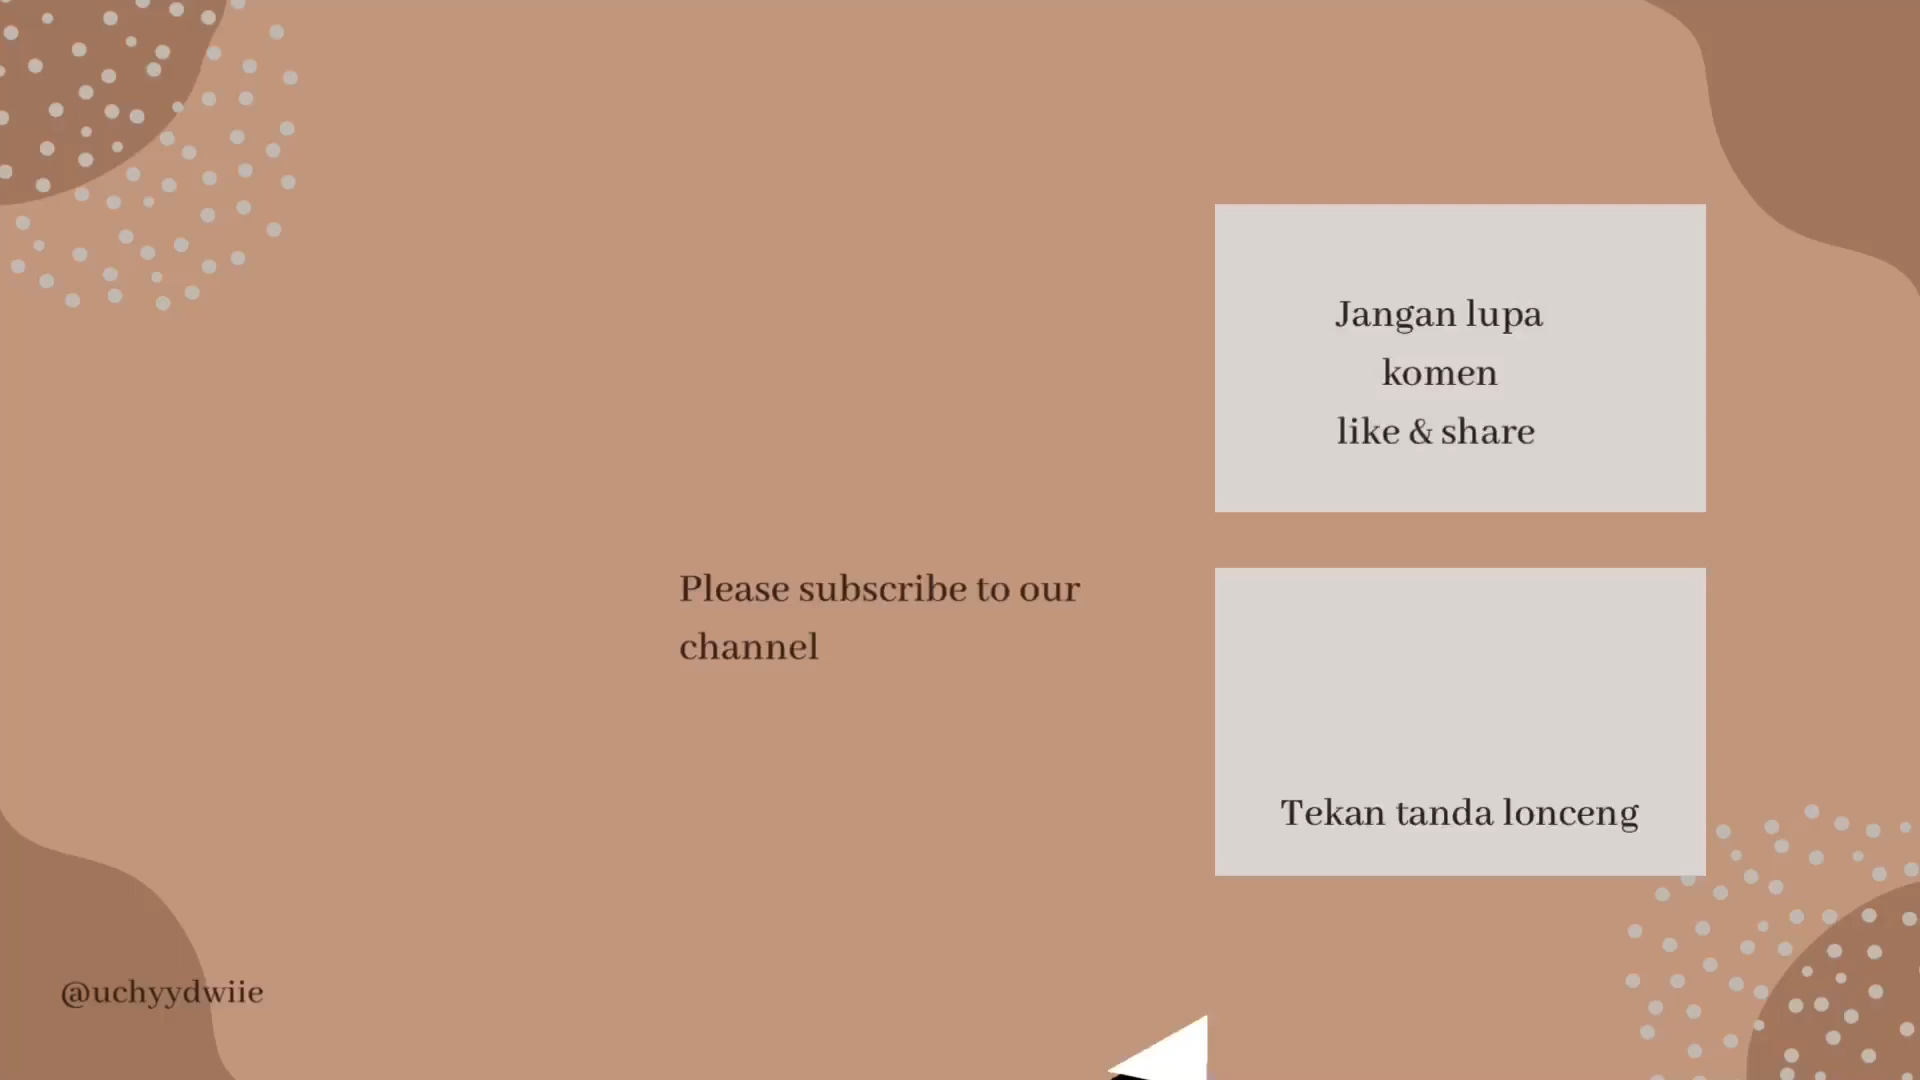 Jangan lupa
komen
like & share
Please subscribe to our
channel
Tekan tanda lonceng
@uchyydwiie